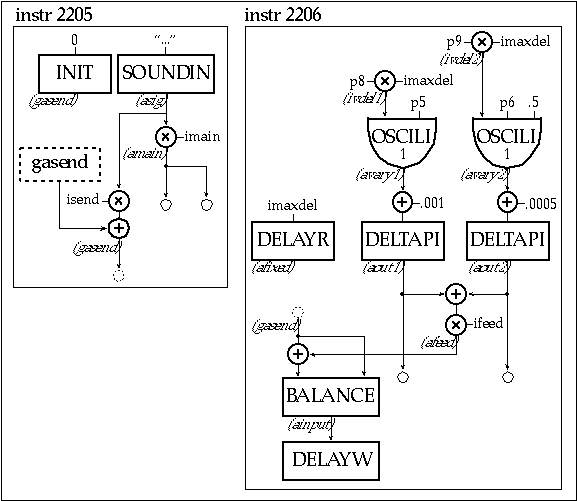 instr 2205
0
"..."
INIT
SOUNDIN
(gasend)
(asig)
imain
(amain)
gasend
isend
(gasend)
instr 2206
p9
imaxdel
(ivdel2)
p8
imaxdel
(ivdel1)
p5
p6
.5
OSCILI
1
OSCILI
1
(avary1)
(avary2)
.001
.0005
imaxdel
DELAYR
DELTAPI
DELTAPI
(afixed)
(aout1)
(aout2)
ifeed
(gasend)
(afeed)
BALANCE
(ainput)
DELAYW